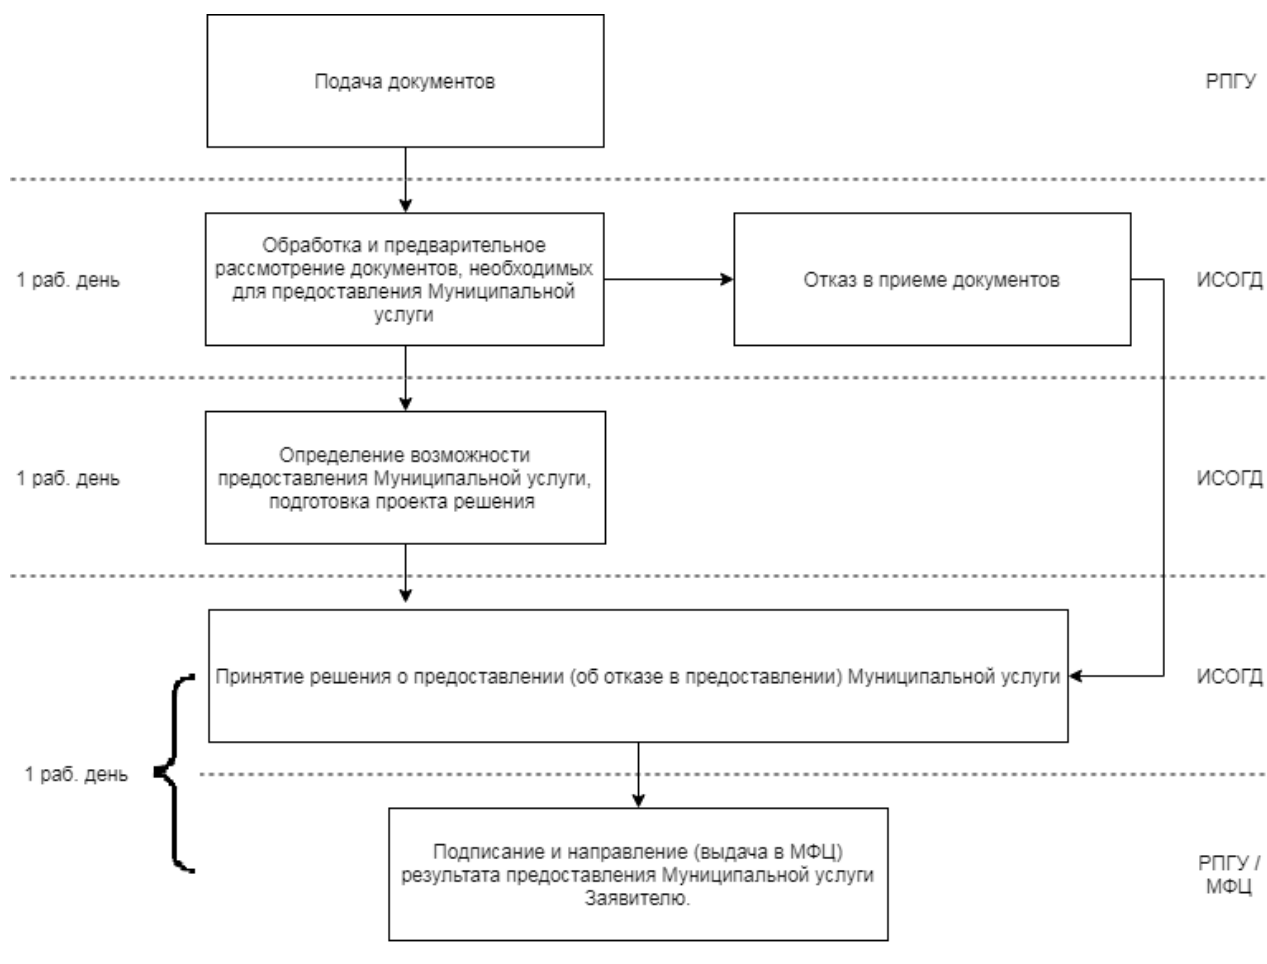 Подача документов
РПГУ
1 раб. день
Обработка и предварительное
рассмотрение документов, необходимых
для предоставления Муниципальной
услуги
Отказ в приеме документов
ИСОГД
1 раб. день
Определение возможности
предоставления Муниципальной услуги,
подготовка проекта решения
ИСОГД
Принятие решения о предоставлении (об отказе в предоставлении) Муниципальной услуги
ИСОГД
1 раб. день
Подписание и направление (выдача в МФЦ)
результата предоставления Муниципальной услуги
Заявителю.
РПГУ /
МФЦ